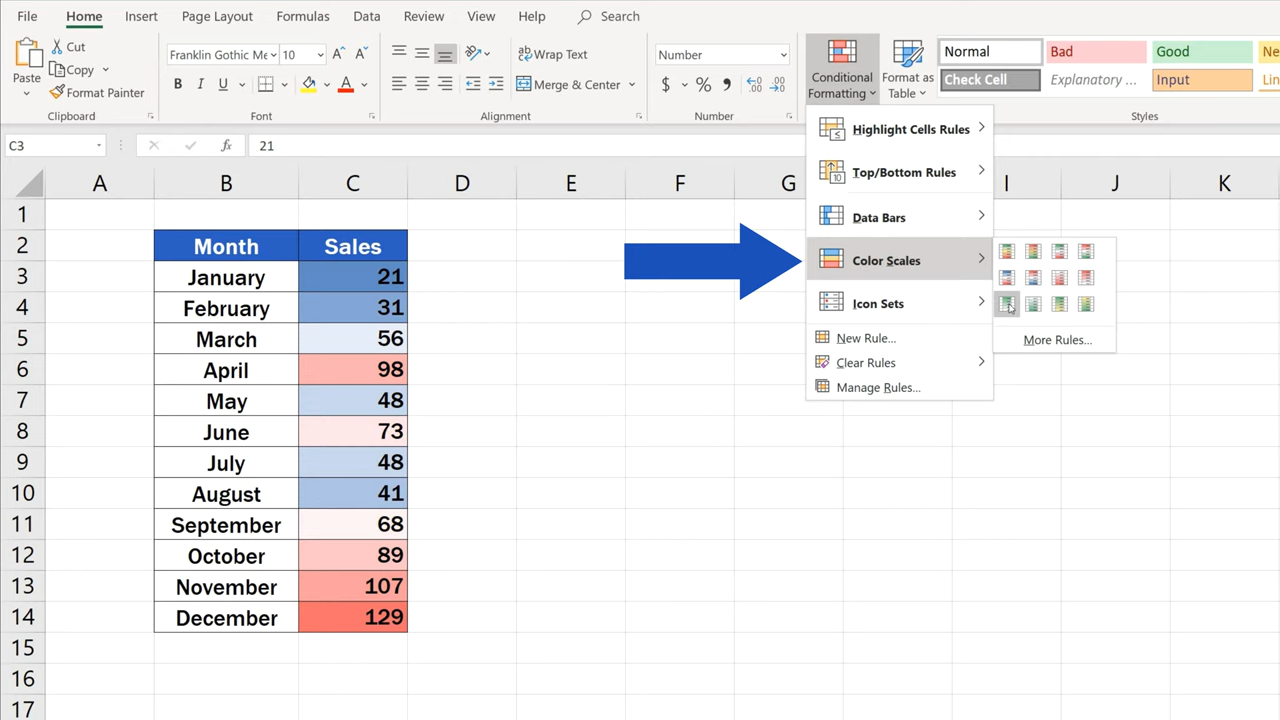 File Home Insert Page Layout Formulas Data Review View Help Search
Paste
Cut
Copy
Format Painter
Clipboard
Franklin Gothic Me 10
B I U A
Font
Wrap Text
Merge & Center
Alignment
Number
$ % 9
Number
Conditional
Formatting
Format as
Table
Normal Bad Good Ne
Check Cell Explanatory ... Input Lin
Styles
C3 fx 21
A B C D E F G I J K
1
2 Month Sales
3 January 21
4 February 31
5 March 56
6 April 98
7 May 48
8 June 73
9 July 48
10 August 41
11 September 68
12 October 89
13 November 107
14 December 129
15
16
17
Highlight Cells Rules
Top/Bottom Rules
Data Bars
Color Scales
Icon Sets
New Rule...
Clear Rules
Manage Rules...
More Rules...